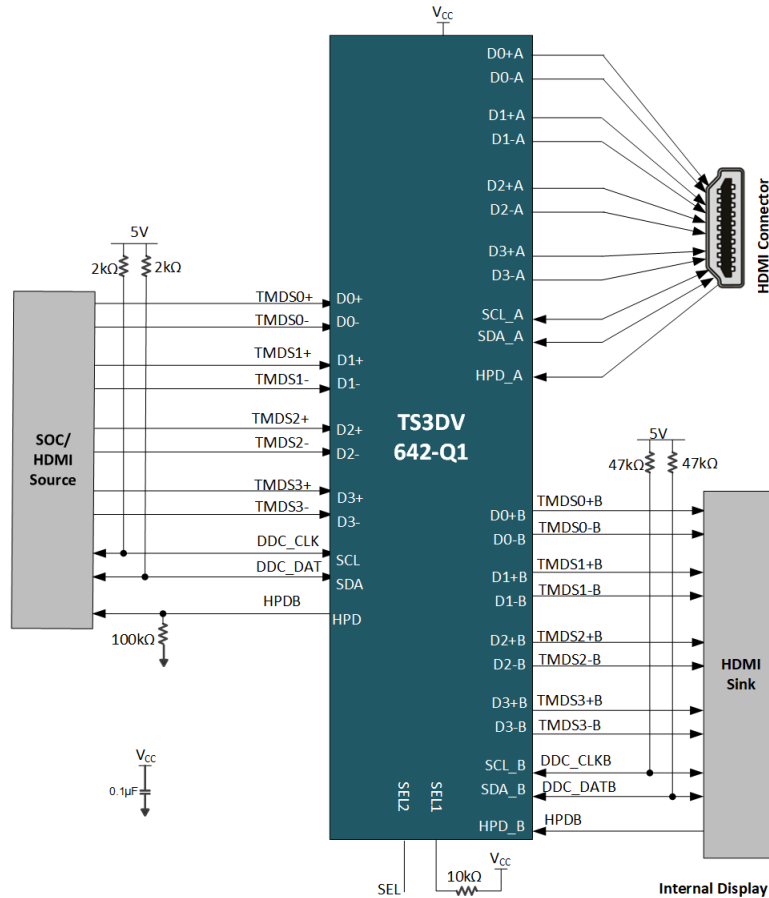 VCC
D0+A
D0-A
D1+A
D1-A
D2+A
D2-A
D3+A
D3-A
SCL_A
SDA_A
HPD_A
HDMI Connector
5V
2kΩ 2kΩ
SOC/
HDMI
Source
TMDS0+ D0+
TMDS0- D0-
TMDS1+ D1+
TMDS1- D1-
TMDS2+ D2+
TMDS2- D2-
TMDS3+ D3+
TMDS3- D3-
DDC_CLK SCL
DDC_DAT SDA
HPDB HPD
100kΩ
TS3DV
642-Q1
5V
47kΩ 47kΩ
D0+B TMDS0+B
D0-B TMDS0-B
D1+B TMDS1+B
D1-B TMDS1-B
D2+B TMDS2+B
D2-B TMDS2-B
D3+B TMDS3+B
D3-B TMDS3-B
SCL_B DDC_CLKB
SDA_B DDC_DATB
HPD_B HPDB
HDMI
Sink
VCC
0.1μF
SEL2 SEL1
SEL
10kΩ
VCC
Internal Display